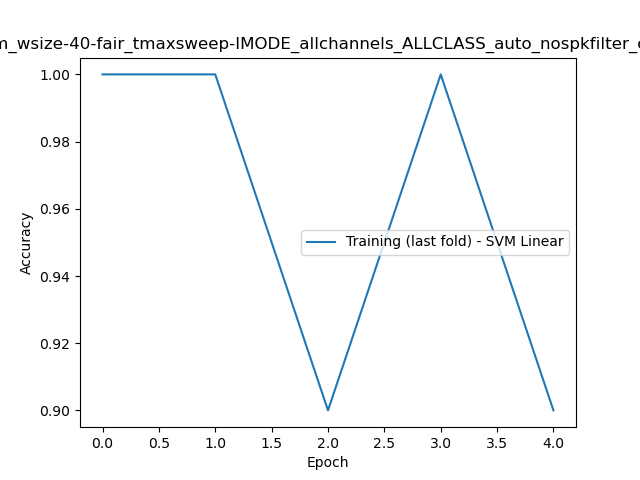 m_wsize-40-fair_tmaxsweep-IMODE_allchannels_ALLCLASS_auto_nospkfilter_
1.00
0.98
0.96
0.94
0.92
0.90
Accuracy
Training (last fold) - SVM Linear
0.0 0.5 1.0 1.5 2.0 2.5 3.0 3.5 4.0
Epoch